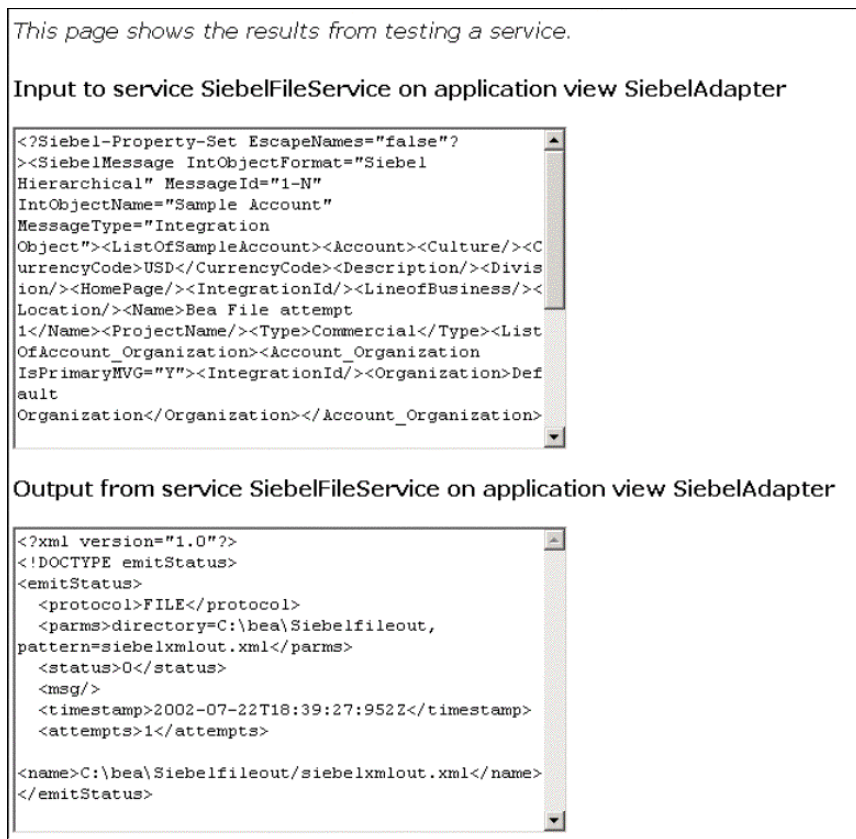 This page shows the results from testing a service.
Input to service SiebelFileService on application view SiebelAdapter
<?Siebel-Property-Set EscapeNames="false"?
><SiebelMessage IntObjectFormat="Siebel
Hierarchical" MessageId="1-N"
IntObjectName="Sample Account"
MessageType="Integration
Object"><ListOfSampleAccount><Account><Culture/><C
urrencyCode>USD</CurrencyCode><Description/><Divis
ion/><HomePage/><IntegrationId/><LineofBusiness/><
Location/><Name>Bea File attempt
1</Name><ProjectName/><Type>Commercial</Type><List
OfAccount_Organization><Account_Organization
IsPrimaryMVG="Y"><IntegrationId/><Organization>Def
ault
Organization</Organization></Account_Organization>
Output from service SiebelFileService on application view SiebelAdapter
<?xml version="1.0"?>
<!DOCTYPE emitStatus>
<emitStatus>
<protocol>FILE</protocol>
<parms>directory=C:\bea\Siebelfileout,
pattern=siebelxmlout.xml</parms>
<status>0</status>
<msg/>
<timestamp>2002-07-22T18:39:27:952Z</timestamp>
<attempts>1</attempts>
<name>C:\bea\Siebelfileout/siebelxmlout.xml</name>
</emitStatus>